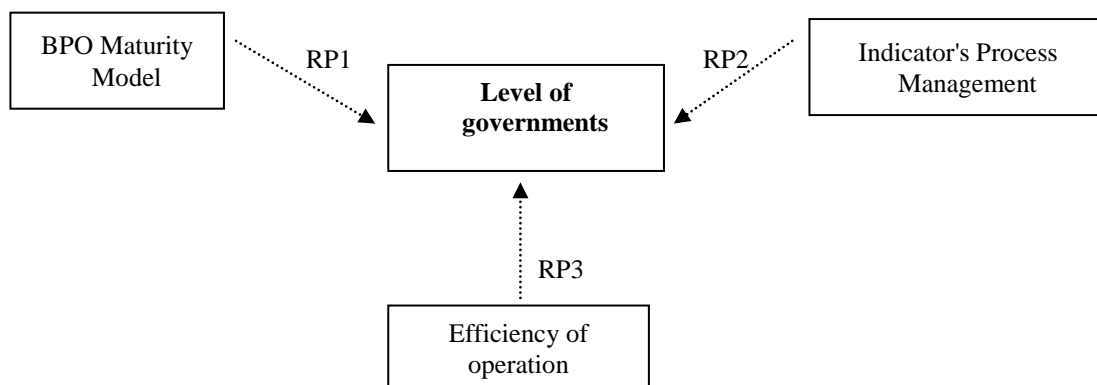 BPO Maturity
Model
RP1
Level of
governments
RP2
Indicator's Process
Management
RP3
Efficiency of
operation